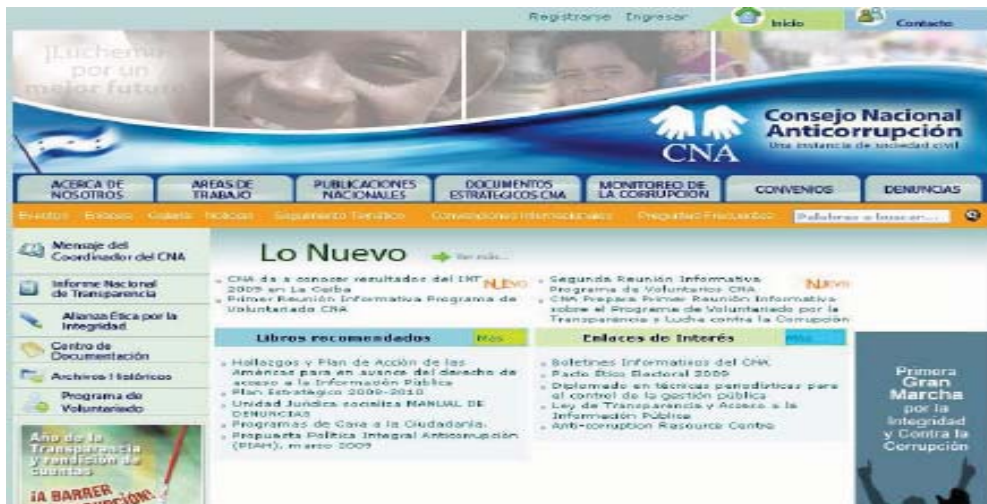 Registrarse Ingresar
Inicio
Contacto
¡Luchemos
por un
mejor futuro
CNA
Consejo Nacional
Anticorrupción
Una instancia de sociedad civil
ACERCA DE
NOSOTROS
AREAS DE
TRABAJO
PUBLICACIONES
NACIONALES
DOCUMENTOS
ESTRATEGICOS CNA
MONITOREO DE
LA CORRUPCION
CONVENIOS
DENUNCIAS
Eventos Enlaces Galeria Noticias Seguimiento Tematico Convenciones Internacionales Preguntas Frecuentes
Palabras a buscar...
Mensaje del
Coordinador del CNA
Informe Nacional
de Transparencia
Alianza Ética por la
Integridad
Centro de
Documentación
Archivos Históricos
Programa de
Voluntariado
Año de la
Transparencia
y rendición de
cuentas
¡A BARRER
Lo Nuevo
Ver más...
CNA da a conocer resultados del INT
2009 en La Ceiba
Nuevo
Primer Reunión Informativa Programa de
Voluntariado CNA
Segunda Reunión Informativa
Programa de Voluntarios CNA
Nuevo
CNA Prepara Primer Reunión Informativa
sobre el Programa de Voluntariado por la
Transparencia y Lucha contra la Corrupción
Libros recomendados
Más...
Hallazgos y Plan de Acción de las
Américas para en avance del derecho de
acceso a la Información Pública
Plan Estratégico 2009-2010
Unidad Jurídica socializa MANUAL DE
DENUNCIAS
Programas de Cara a la Ciudadanía.
Propuesta Política Integral Anticorrupción
(PIAH), marzo 2009
Enlaces de Interés
Más...
Boletines Informativos del CNA
Pacto Ético Electoral 2009
Diplomado en técnicas periodísticas para
el control de la gestión pública
Ley de Transparencia y Acceso a la
Información Pública
Anti-corruption Resource Centre
Primera
Gran
Marcha
por la
Integridad
y Contra la
Corrupción